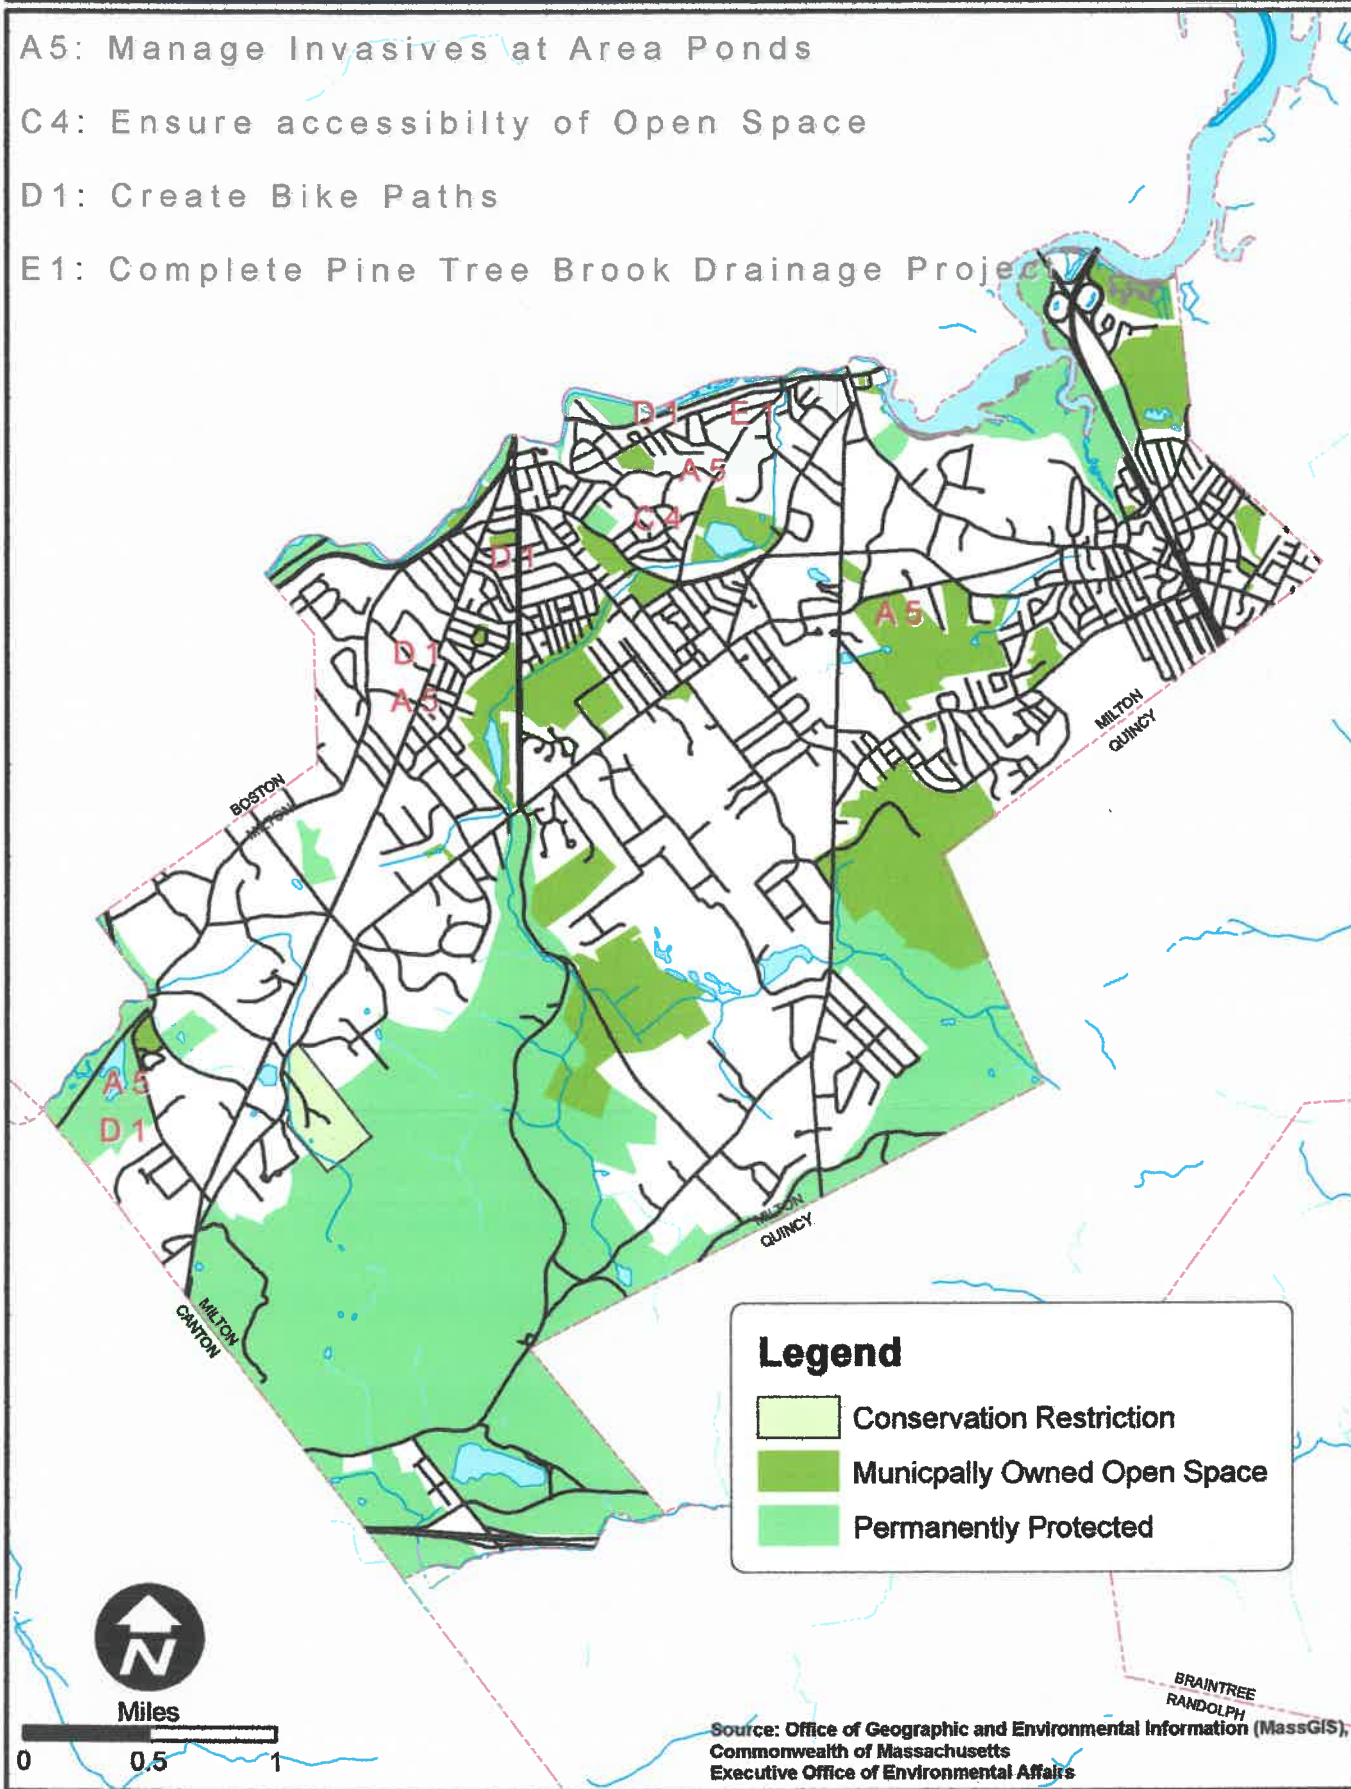 A5: Manage Invasives at Area Ponds
C4: Ensure accessibilty of Open Space
D1: Create Bike Paths
E1: Complete Pine Tree Brook Drainage Project
D1
E1
A5
C4
D1
A5
D1
A5
MILTON
QUINCY
BOSTON
MILTON
A5
D1
MILTON
QUINCY
MILTON
CANTON
Legend
Conservation Restriction
Municpally Owned Open Space
Permanently Protected
N
Miles
0 0.5 1
BRAINTREE
RANDOLPH
Source: Office of Geographic and Environmental Information (MassGIS),
Commonwealth of Massachusetts
Executive Office of Environmental Affairs